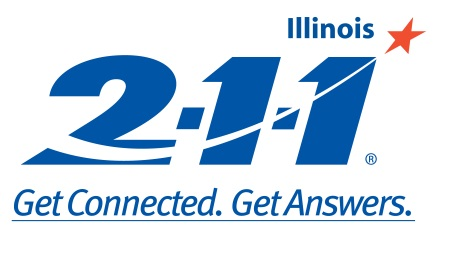 Illinois
2-1-1®
Get Connected. Get Answers.